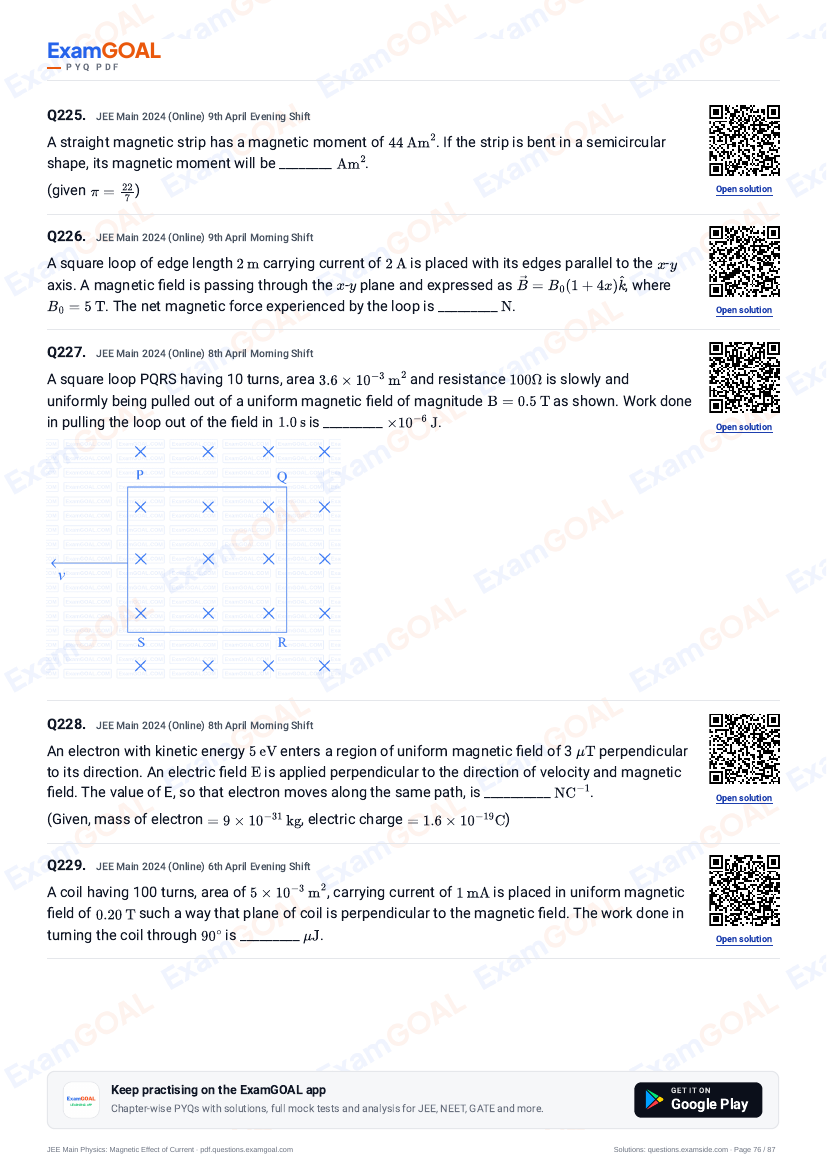 ExamGOAL
PYQ PDF
Q225. JEE Main 2024 (Online) 9th April Evening Shift
A straight magnetic strip has a magnetic moment of 44 Am². If the strip is bent in a semicircular
shape, its magnetic moment will be ________ Am².
(given π = 22/7)
Open solution
Q226. JEE Main 2024 (Online) 9th April Morning Shift
A square loop of edge length 2 m carrying current of 2 A is placed with its edges parallel to the x-y
axis. A magnetic field is passing through the x-y plane and expressed as B⃗ = B₀(1 + 4x)k̂, where
B₀ = 5 T. The net magnetic force experienced by the loop is _________ N.
Open solution
Q227. JEE Main 2024 (Online) 8th April Morning Shift
A square loop PQRS having 10 turns, area 3.6 × 10⁻³ m² and resistance 100Ω is slowly and
uniformly being pulled out of a uniform magnetic field of magnitude B = 0.5 T as shown. Work done
in pulling the loop out of the field in 1.0 s is _________ ×10⁻⁶ J.
Open solution
P Q
v
S R
Q228. JEE Main 2024 (Online) 8th April Morning Shift
An electron with kinetic energy 5 eV enters a region of uniform magnetic field of 3 μT perpendicular
to its direction. An electric field E is applied perpendicular to the direction of velocity and magnetic
field. The value of E, so that electron moves along the same path, is __________ NC⁻¹.
(Given, mass of electron = 9 × 10⁻³¹ kg, electric charge = 1.6 × 10⁻¹⁹C)
Open solution
Q229. JEE Main 2024 (Online) 6th April Evening Shift
A coil having 100 turns, area of 5 × 10⁻³ m², carrying current of 1 mA is placed in uniform magnetic
field of 0.20 T such a way that plane of coil is perpendicular to the magnetic field. The work done in
turning the coil through 90° is _________ μJ.
Open solution
ExamGOAL
Keep practising on the ExamGOAL app
Chapter-wise PYQs with solutions, full mock tests and analysis for JEE, NEET, GATE and more.
GET IT ON
Google Play
JEE Main Physics: Magnetic Effect of Current · pdf.questions.examgoal.com
Solutions: questions.examside.com · Page 76 / 87